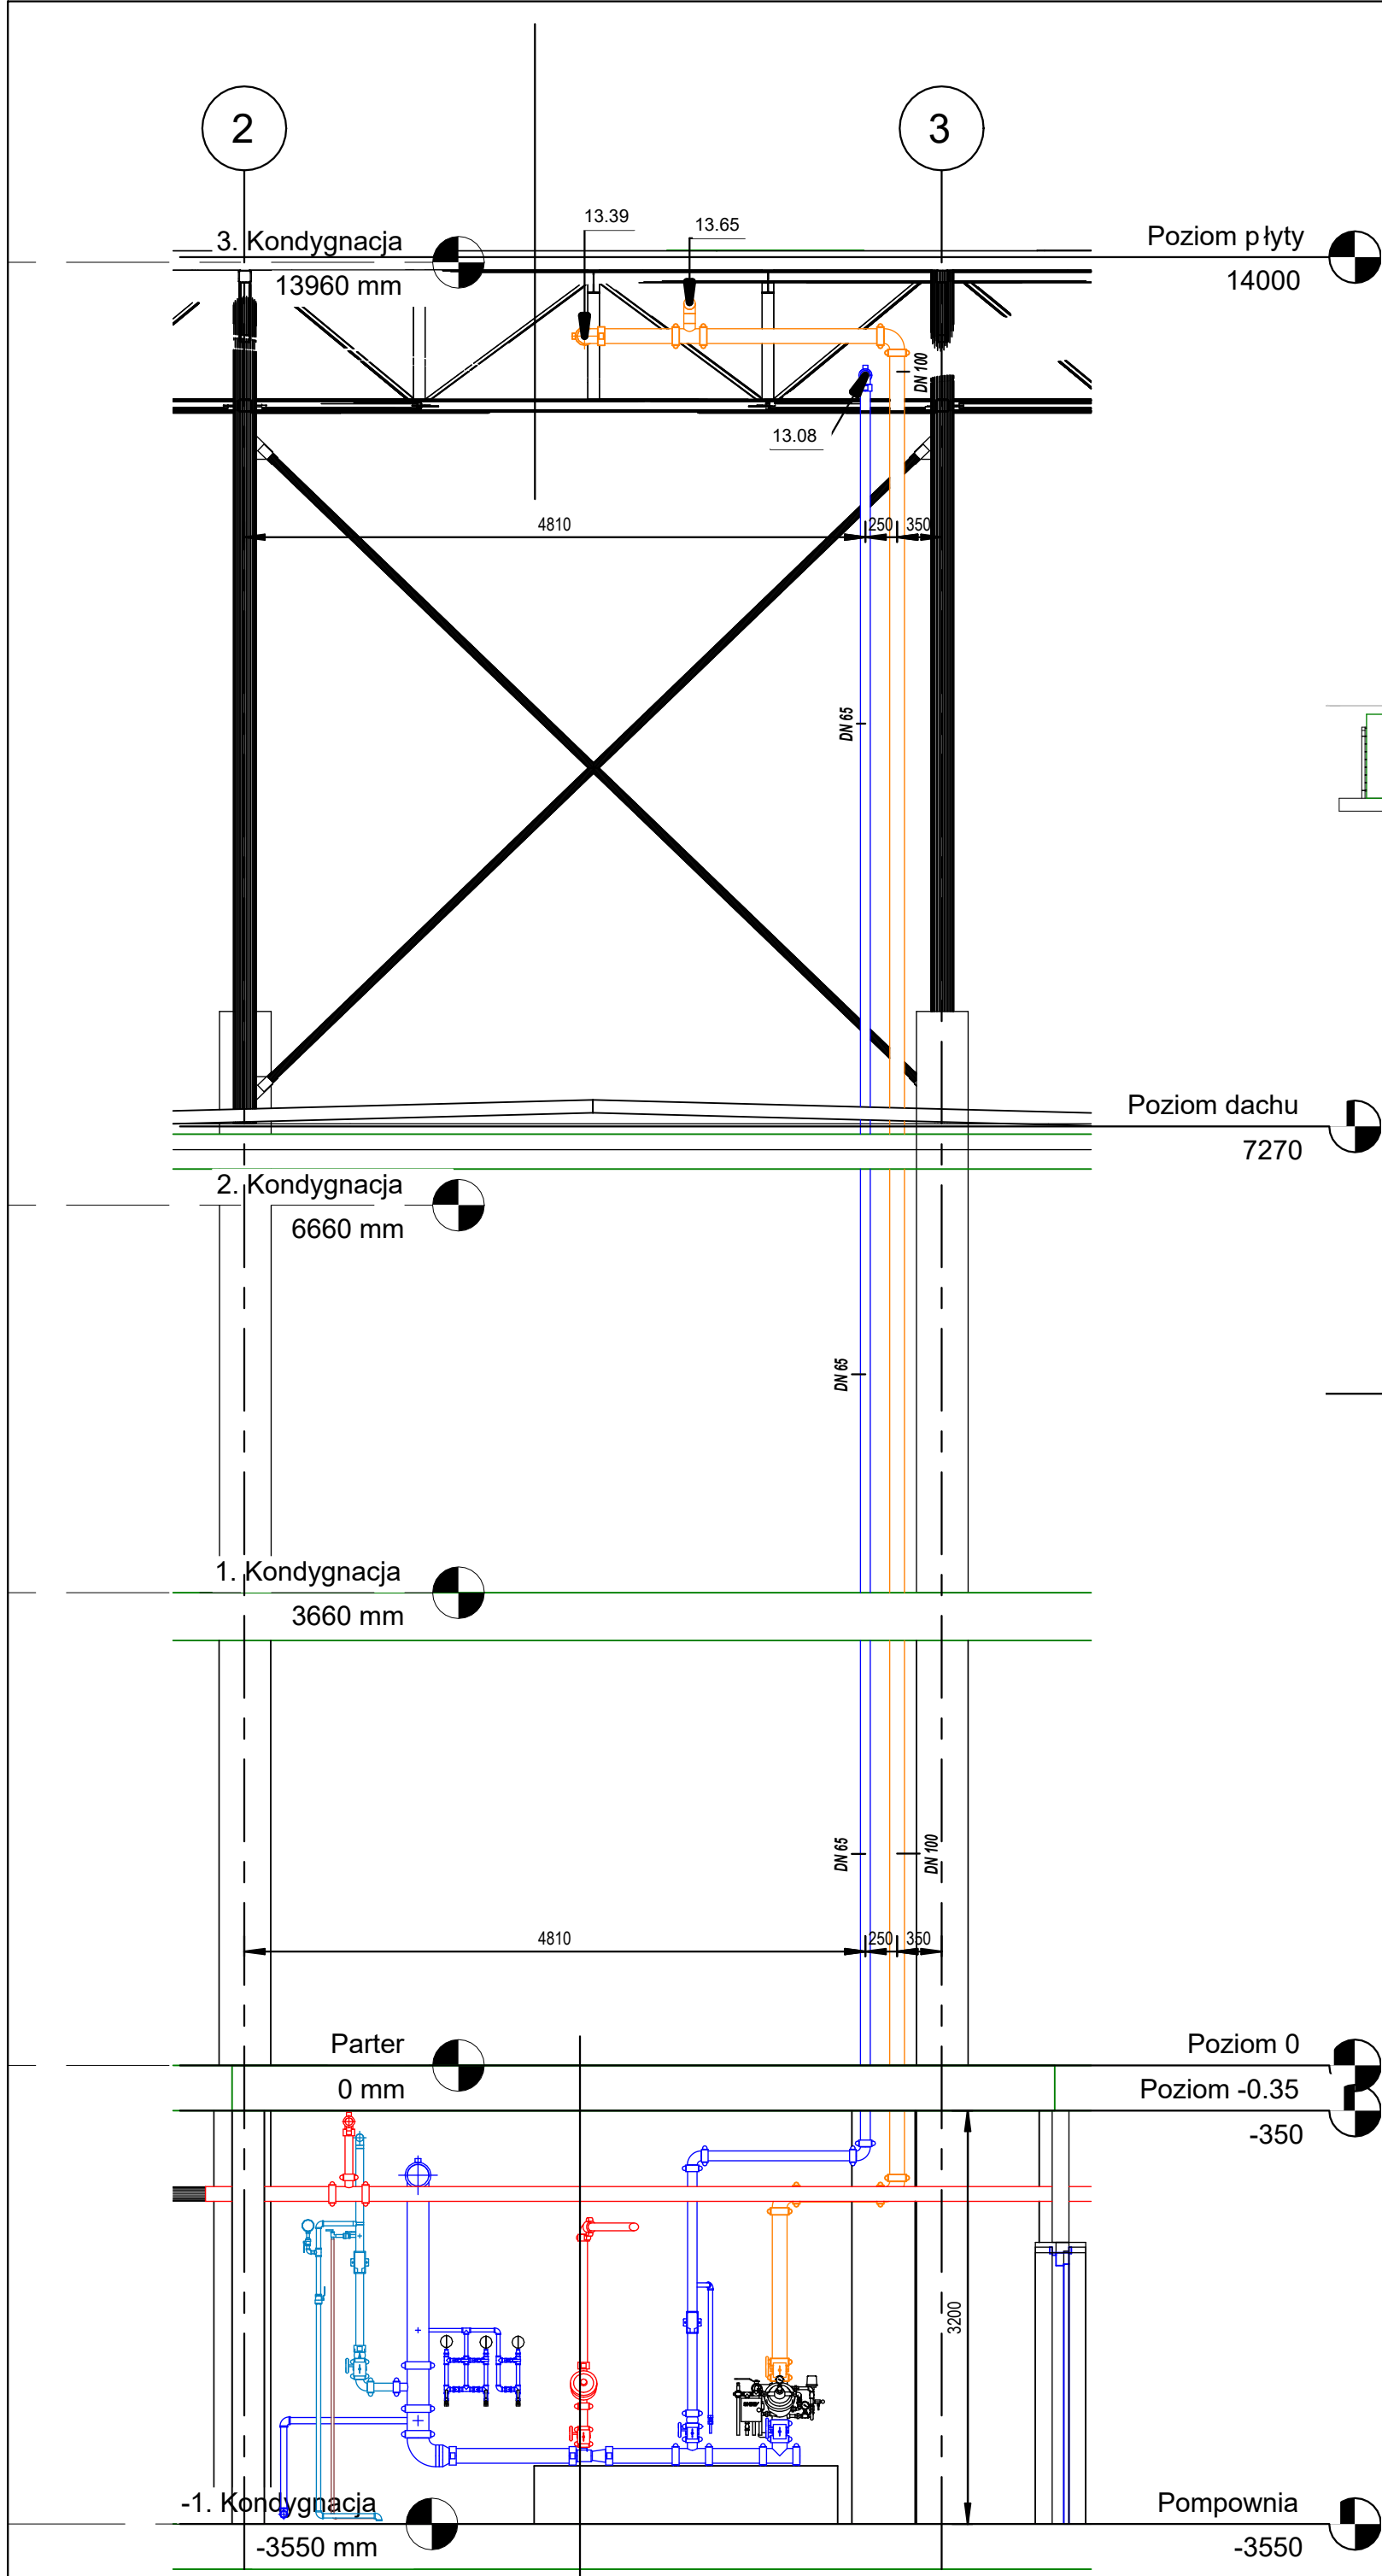 2
3
13.39
13.65
3. Kondygnacja
13960 mm
Poziom płyty
14000
DN 100
13.08
4810
250
350
DN 65
Poziom dachu
7270
2. Kondygnacja
6660 mm
DN 65
1. Kondygnacja
3660 mm
DN 65
DN 100
4810
250
350
Parter
0 mm
Poziom 0
Poziom -0.35
-350
3200
-1. Kondygnacja
-3550 mm
Pompownia
-3550